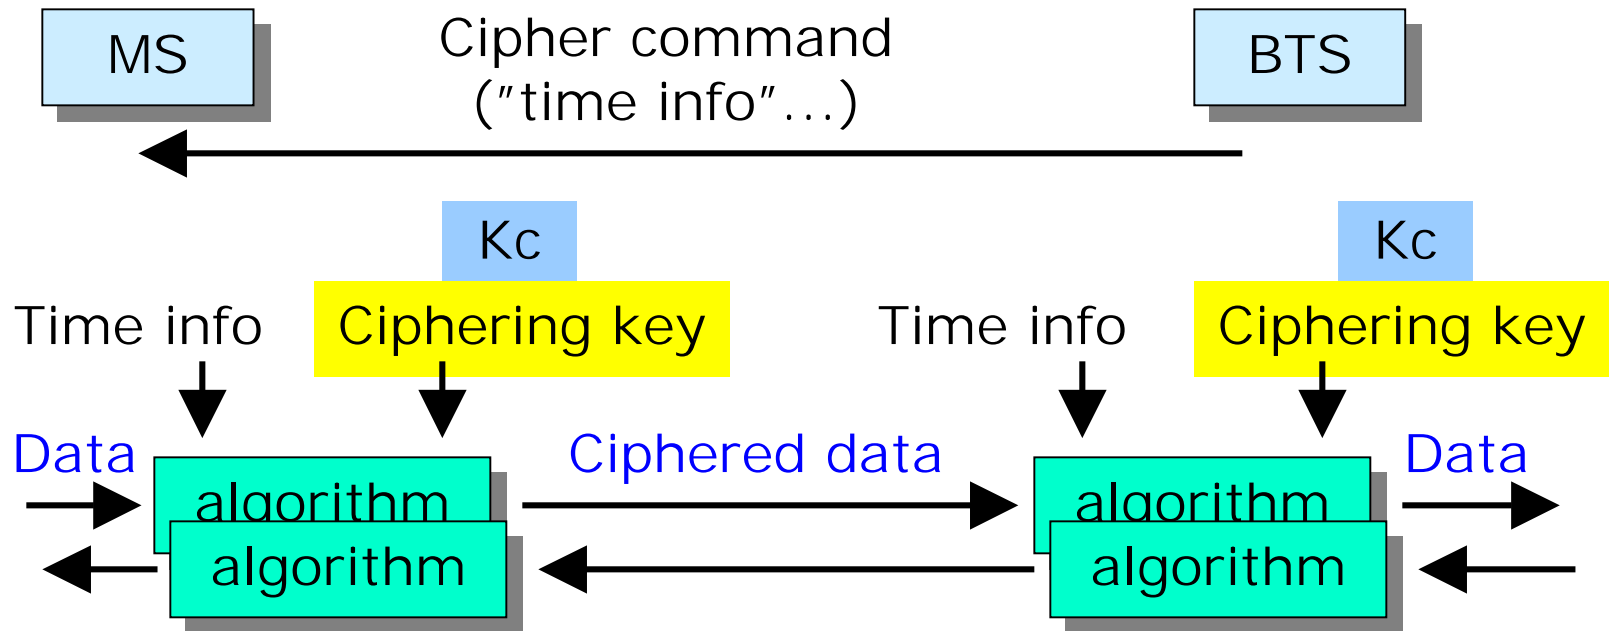 MS
Cipher command
("time info"...)
BTS
Kc
Kc
Time info
Ciphering key
Time info
Ciphering key
Data
Ciphered data
Data
algorithm
algorithm
algorithm
algorithm